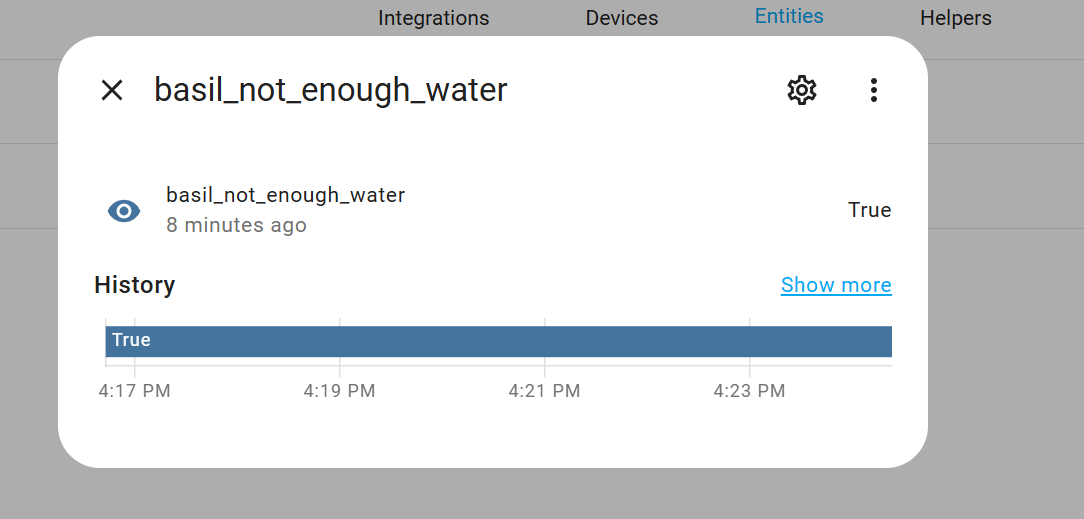 Integrations Devices Entities Helpers
basil_not_enough_water
basil_not_enough_water
8 minutes ago
True
History
Show more
True
4:17 PM 4:19 PM 4:21 PM 4:23 PM